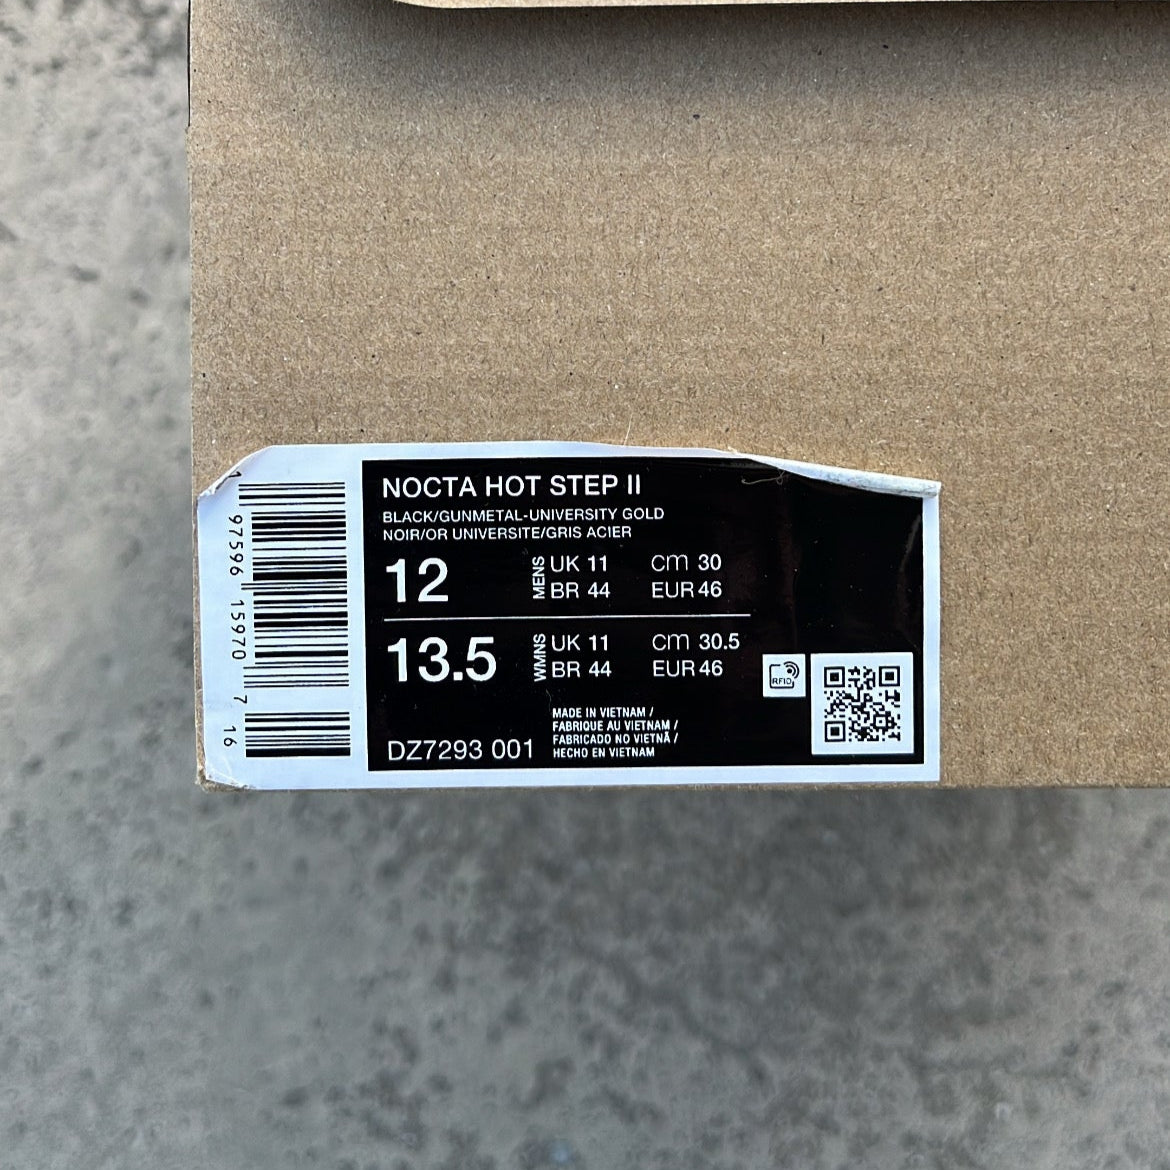 1 97596 15970 7 16
NOCTA HOT STEP II
BLACK/GUNMETAL-UNIVERSITY GOLD
NOIR/OR UNIVERSITE/GRIS ACIER
12 MENS UK 11 cm 30
BR 44 EUR 46
13.5 WMNS UK 11 cm 30.5
BR 44 EUR 46
RFID
MADE IN VIETNAM /
FABRIQUE AU VIETNAM /
FABRICADO NO VIETNÃ /
HECHO EN VIETNAM
DZ7293 001